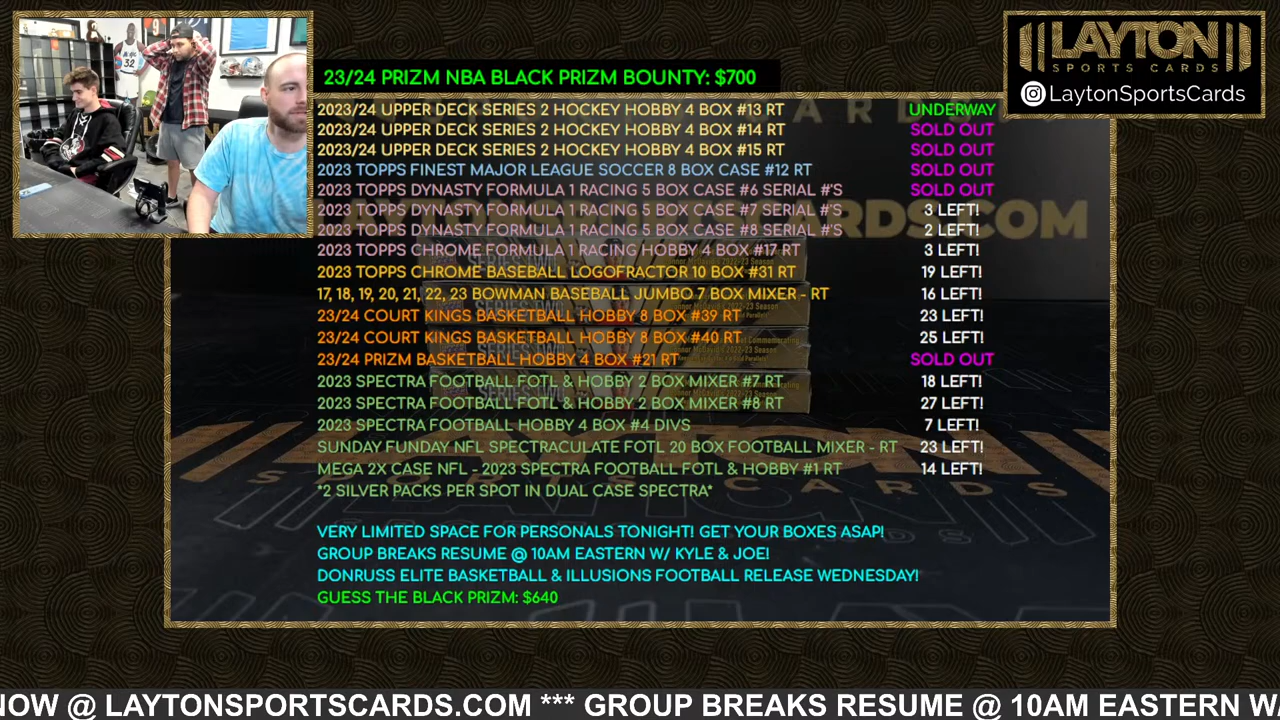 LAYTON
SPORTS CARDS
LaytonSportsCards
23/24 PRIZM NBA BLACK PRIZM BOUNTY: $700
2023/24 UPPER DECK SERIES 2 HOCKEY HOBBY 4 BOX #13 RT UNDERWAY
2023/24 UPPER DECK SERIES 2 HOCKEY HOBBY 4 BOX #14 RT SOLD OUT
2023/24 UPPER DECK SERIES 2 HOCKEY HOBBY 4 BOX #15 RT SOLD OUT
2023 TOPPS FINEST MAJOR LEAGUE SOCCER 8 BOX CASE #12 RT SOLD OUT
2023 TOPPS DYNASTY FORMULA 1 RACING 5 BOX CASE #6 SERIAL #'S SOLD OUT
2023 TOPPS DYNASTY FORMULA 1 RACING 5 BOX CASE #7 SERIAL #'S 3 LEFT!
2023 TOPPS DYNASTY FORMULA 1 RACING 5 BOX CASE #8 SERIAL #'S 2 LEFT!
2023 TOPPS CHROME FORMULA 1 RACING HOBBY 4 BOX #17 RT 3 LEFT!
2023 TOPPS CHROME BASEBALL LOGOFRACTOR 10 BOX #31 RT 19 LEFT!
17, 18, 19, 20, 21, 22, 23 BOWMAN BASEBALL JUMBO 7 BOX MIXER - RT 16 LEFT!
23/24 COURT KINGS BASKETBALL HOBBY 8 BOX #39 RT 23 LEFT!
23/24 COURT KINGS BASKETBALL HOBBY 8 BOX #40 RT 25 LEFT!
23/24 PRIZM BASKETBALL HOBBY 4 BOX #21 RT SOLD OUT
2023 SPECTRA FOOTBALL FOTL & HOBBY 2 BOX MIXER #7 RT 18 LEFT!
2023 SPECTRA FOOTBALL FOTL & HOBBY 2 BOX MIXER #8 RT 27 LEFT!
2023 SPECTRA FOOTBALL HOBBY 4 BOX #4 DIVS 7 LEFT!
SUNDAY FUNDAY NFL SPECTRACULATE FOTL 20 BOX FOOTBALL MIXER - RT 23 LEFT!
MEGA 2X CASE NFL - 2023 SPECTRA FOOTBALL FOTL & HOBBY #1 RT 14 LEFT!
*2 SILVER PACKS PER SPOT IN DUAL CASE SPECTRA*
VERY LIMITED SPACE FOR PERSONALS TONIGHT! GET YOUR BOXES ASAP!
GROUP BREAKS RESUME @ 10AM EASTERN W/ KYLE & JOE!
DONRUSS ELITE BASKETBALL & ILLUSIONS FOOTBALL RELEASE WEDNESDAY!
GUESS THE BLACK PRIZM: $640
NOW @ LAYTONSPORTSCARDS.COM *** GROUP BREAKS RESUME @ 10AM EASTERN